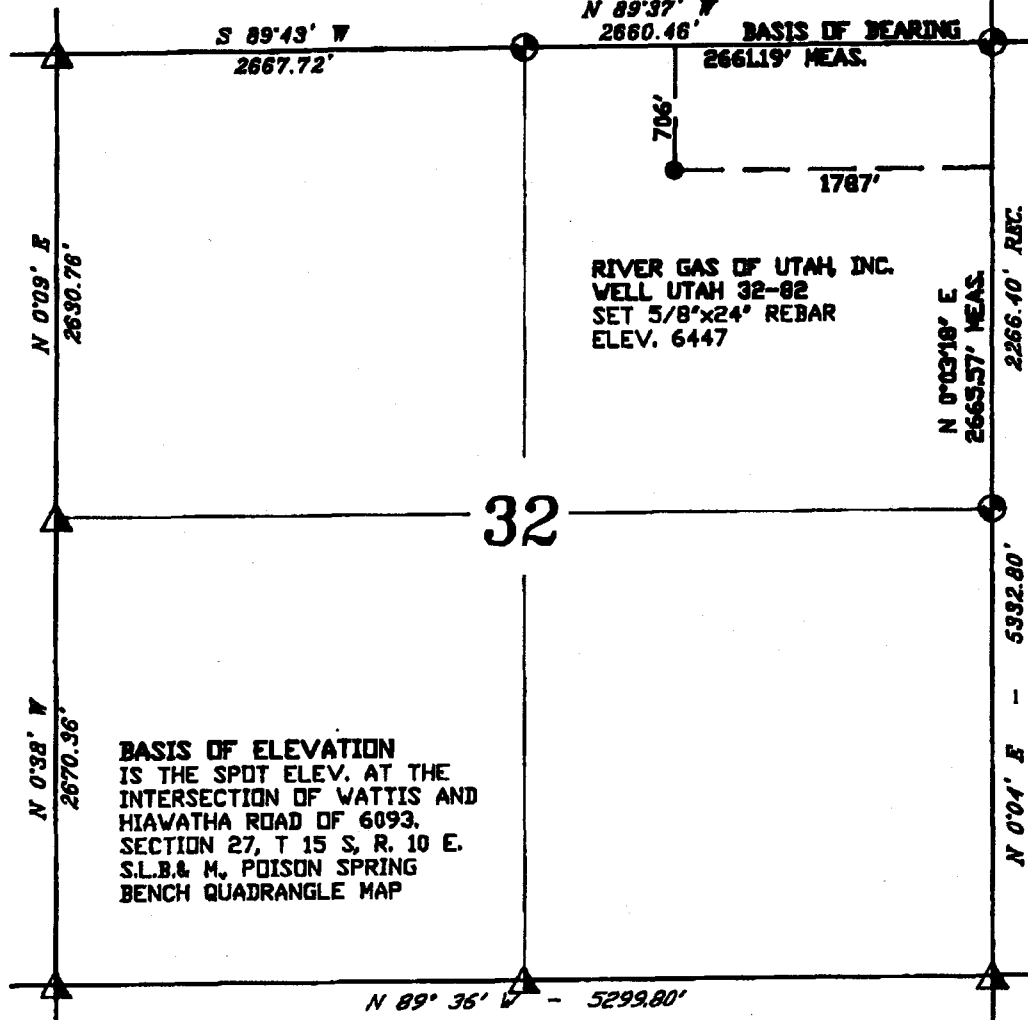 S 89°43' W
2667.72'
N 89°37' W
2660.46'
BASIS OF BEARING
2661.19' MEAS.
706'
1787'
N 0°09' E
2630.76'
RIVER GAS OF UTAH, INC.
WELL UTAH 32-82
SET 5/8"x24" REBAR
ELEV. 6447
N 0°03'18" E
2665.57' MEAS.
2266.40' REC.
32
N 0°38' W
2670.36'
BASIS OF ELEVATION
IS THE SPOT ELEV. AT THE
INTERSECTION OF WATTIS AND
HIAWATHA ROAD OF 6093.
SECTION 27, T 15 S, R. 10 E.
S.L.B.& M., POISON SPRING
BENCH QUADRANGLE MAP
N 0°04' E - 5332.80'
N 89° 36' W - 5299.80'